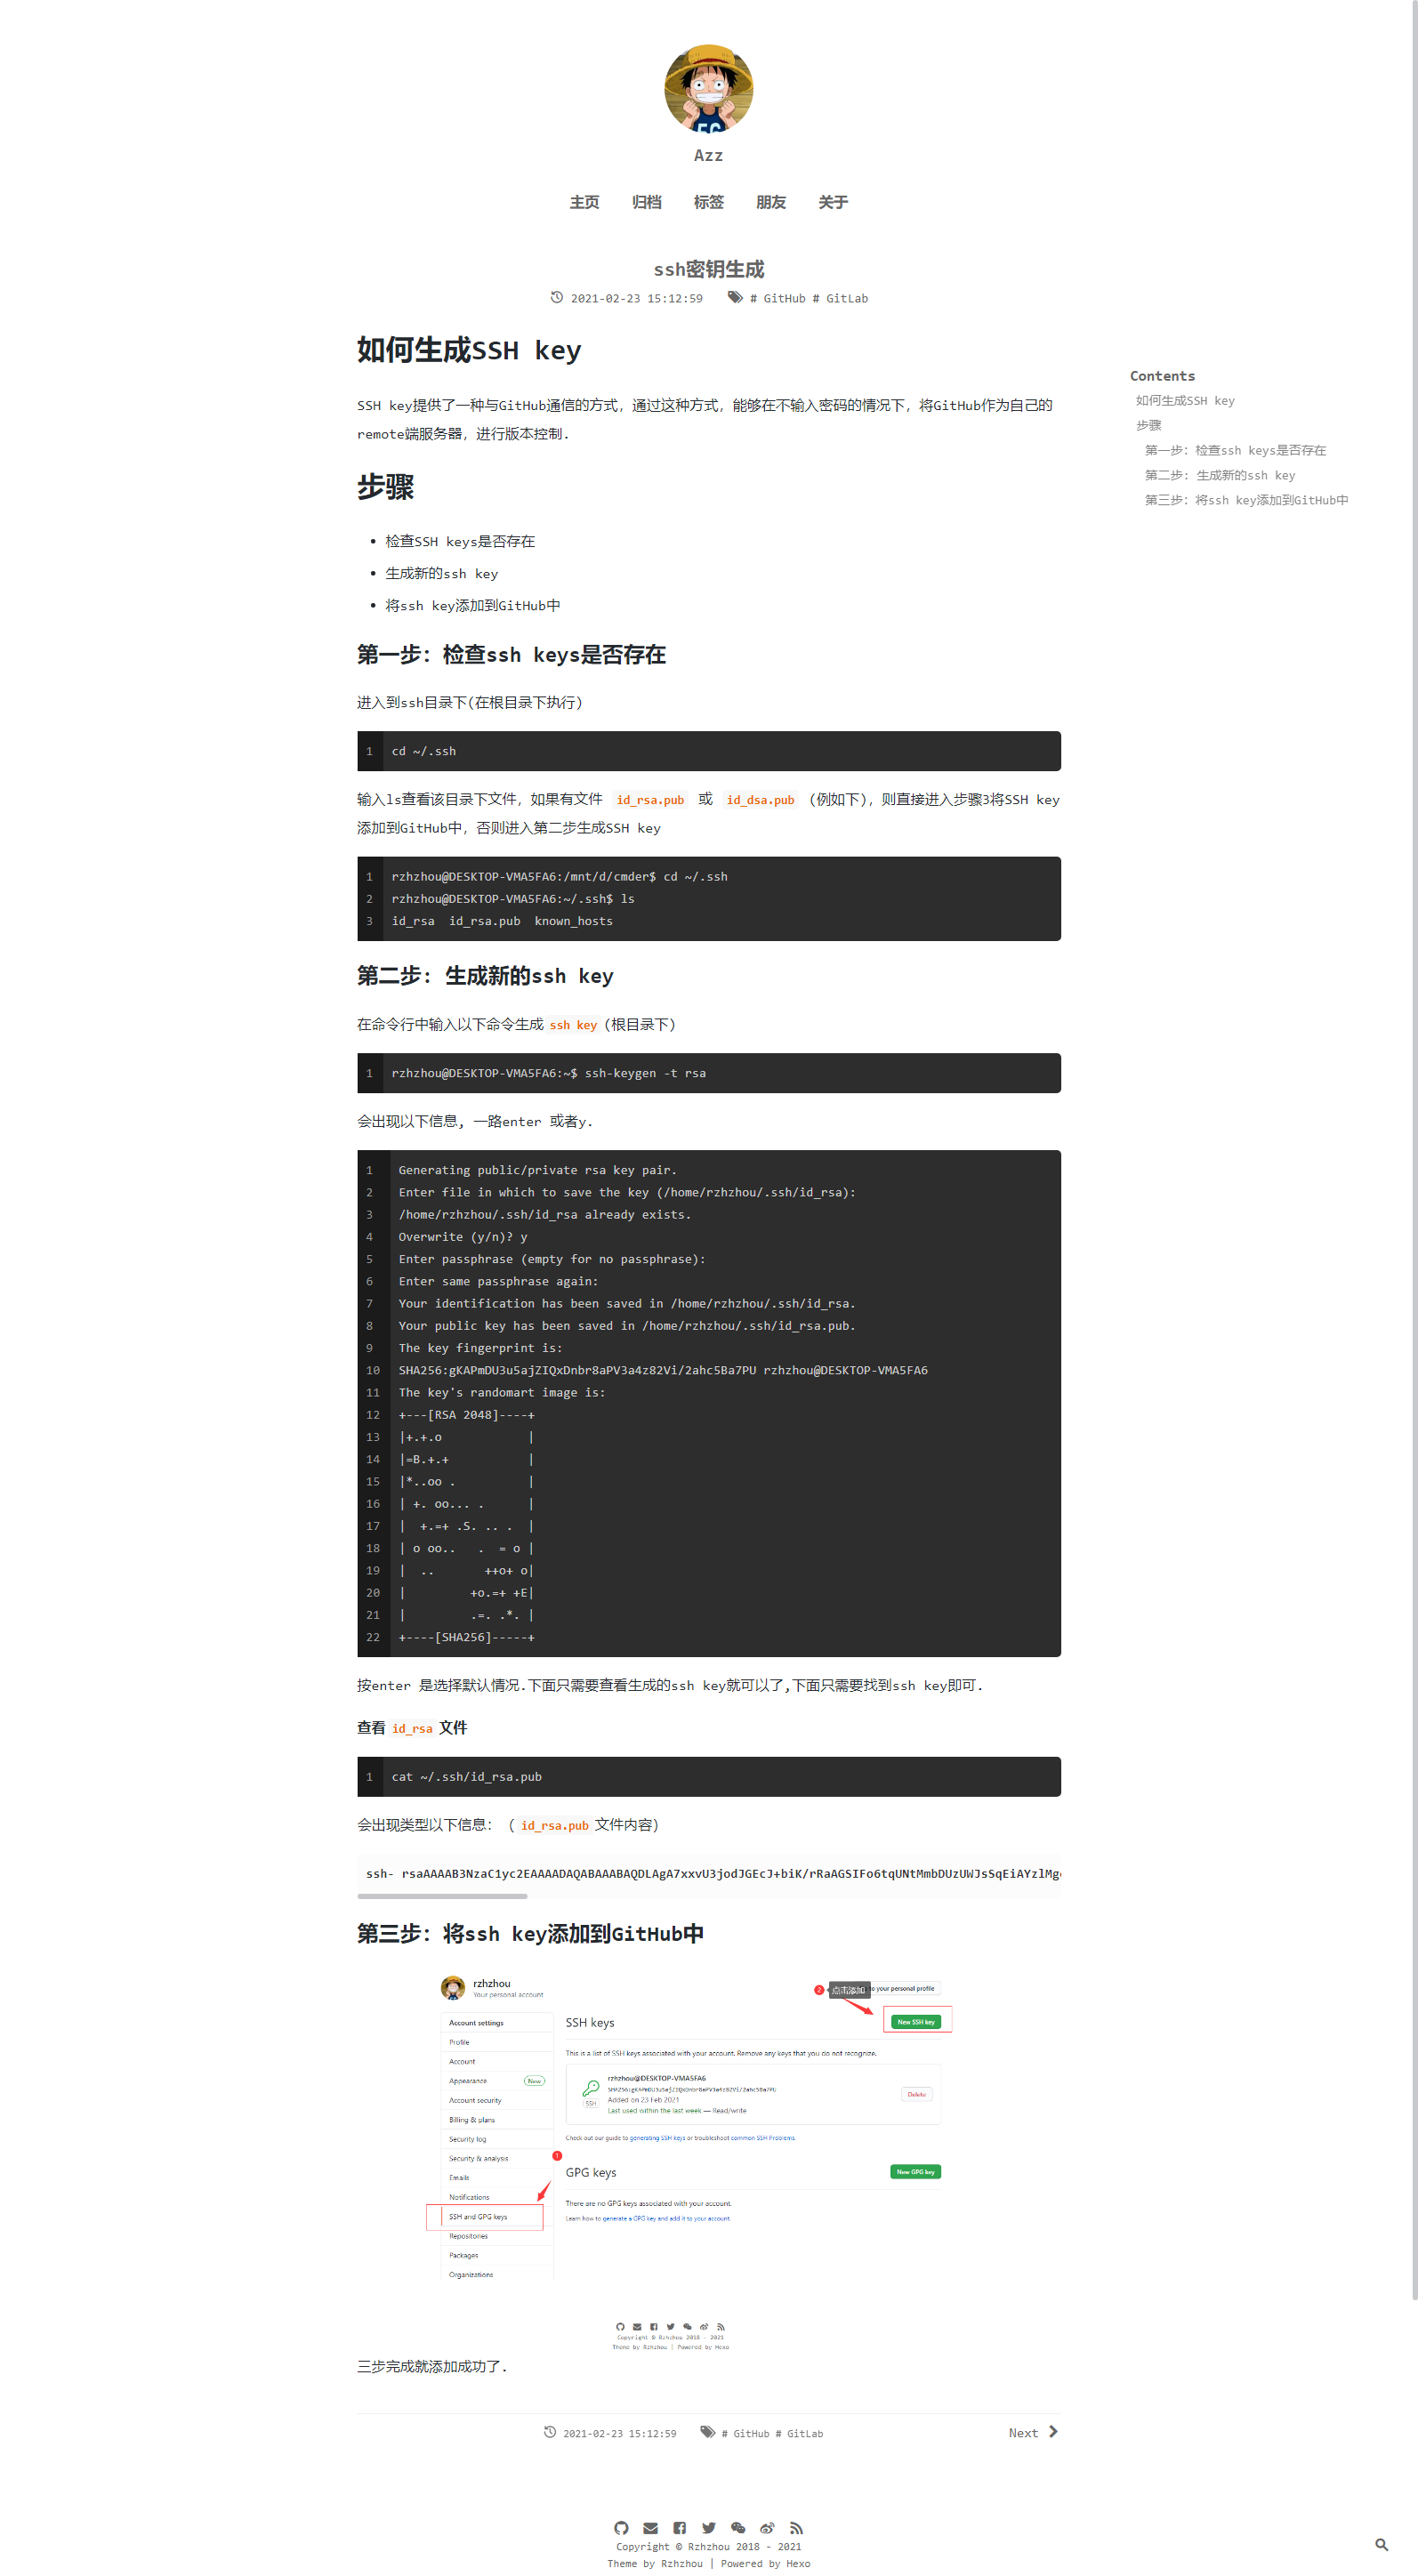 Azz
主页 归档 标签 朋友 关于
ssh密钥生成
2021-02-23 15:12:59 # GitHub # GitLab
如何生成SSH key
SSH key提供了一种与GitHub通信的方式，通过这种方式，能够在不输入密码的情况下，将GitHub作为自己的
remote端服务器，进行版本控制.
步骤
• 检查SSH keys是否存在
• 生成新的ssh key
• 将ssh key添加到GitHub中
第一步：检查ssh keys是否存在
进入到ssh目录下(在根目录下执行)
1 cd ~/.ssh
输入ls查看该目录下文件，如果有文件 id_rsa.pub 或 id_dsa.pub (例如下)，则直接进入步骤3将SSH key
添加到GitHub中，否则进入第二步生成SSH key
1 rzhzhou@DESKTOP-VMA5FA6:/mnt/d/cmder$ cd ~/.ssh
2 rzhzhou@DESKTOP-VMA5FA6:~/.ssh$ ls
3 id_rsa  id_rsa.pub  known_hosts
第二步: 生成新的ssh key
在命令行中输入以下命令生成 ssh key (根目录下)
1 rzhzhou@DESKTOP-VMA5FA6:~$ ssh-keygen -t rsa
会出现以下信息, 一路enter 或者y.
1 Generating public/private rsa key pair.
2 Enter file in which to save the key (/home/rzhzhou/.ssh/id_rsa):
3 /home/rzhzhou/.ssh/id_rsa already exists.
4 Overwrite (y/n)? y
5 Enter passphrase (empty for no passphrase):
6 Enter same passphrase again:
7 Your identification has been saved in /home/rzhzhou/.ssh/id_rsa.
8 Your public key has been saved in /home/rzhzhou/.ssh/id_rsa.pub.
9 The key fingerprint is:
10 SHA256:gKAPmDU3u5ajZIQxDnbr8aPV3a4z82Vi/2ahc5Ba7PU rzhzhou@DESKTOP-VMA5FA6
11 The key's randomart image is:
12 +---[RSA 2048]----+
13 |+.+.o            |
14 |=B.+.+           |
15 |*..oo .          |
16 | +. oo... .      |
17 |  +.=+ .S. .. .  |
18 | o oo..   .  = o |
19 |  ..       ++o+ o|
20 |         +o.=+ +E|
21 |         .=. .*. |
22 +----[SHA256]-----+
按enter 是选择默认情况.下面只需要查看生成的ssh key就可以了,下面只需要找到ssh key即可.
查看 id_rsa 文件
1 cat ~/.ssh/id_rsa.pub
会出现类型以下信息: ( id_rsa.pub 文件内容)
ssh- rsaAAAAB3NzaC1yc2EAAAADAQABAAABAQDLAgA7xxvU3jodJGEcJ+biK/rRaAGSIFo6tqUNtMmbDUzUWJsSqEiAYzlMg
第三步：将ssh key添加到GitHub中
rzhzhou
Your personal account
2 点击添加 to your personal profile
Account settings
Profile
Account
Appearance New
Account security
Billing & plans
Security log
Security & analysis
Emails
Notifications
SSH and GPG keys
Repositories
Packages
Organizations
1
SSH keys
New SSH key
This is a list of SSH keys associated with your account. Remove any keys that you do not recognize.
SSH
rzhzhou@DESKTOP-VMA5FA6
SHA256:gKAPmDU3u5ajZIQxDnbr8aPV3a4z82Vi/2ahc5Ba7PU
Added on 23 Feb 2021
Last used within the last week — Read/write
Delete
Check out our guide to generating SSH keys or troubleshoot common SSH Problems.
GPG keys
New GPG key
There are no GPG keys associated with your account.
Learn how to generate a GPG key and add it to your account.
Copyright © Rzhzhou 2018 - 2021
Theme by Rzhzhou | Powered by Hexo
三步完成就添加成功了.
2021-02-23 15:12:59 # GitHub # GitLab
Next
Copyright © Rzhzhou 2018 - 2021
Theme by Rzhzhou | Powered by Hexo
Contents
如何生成SSH key
步骤
第一步：检查ssh keys是否存在
第二步: 生成新的ssh key
第三步：将ssh key添加到GitHub中